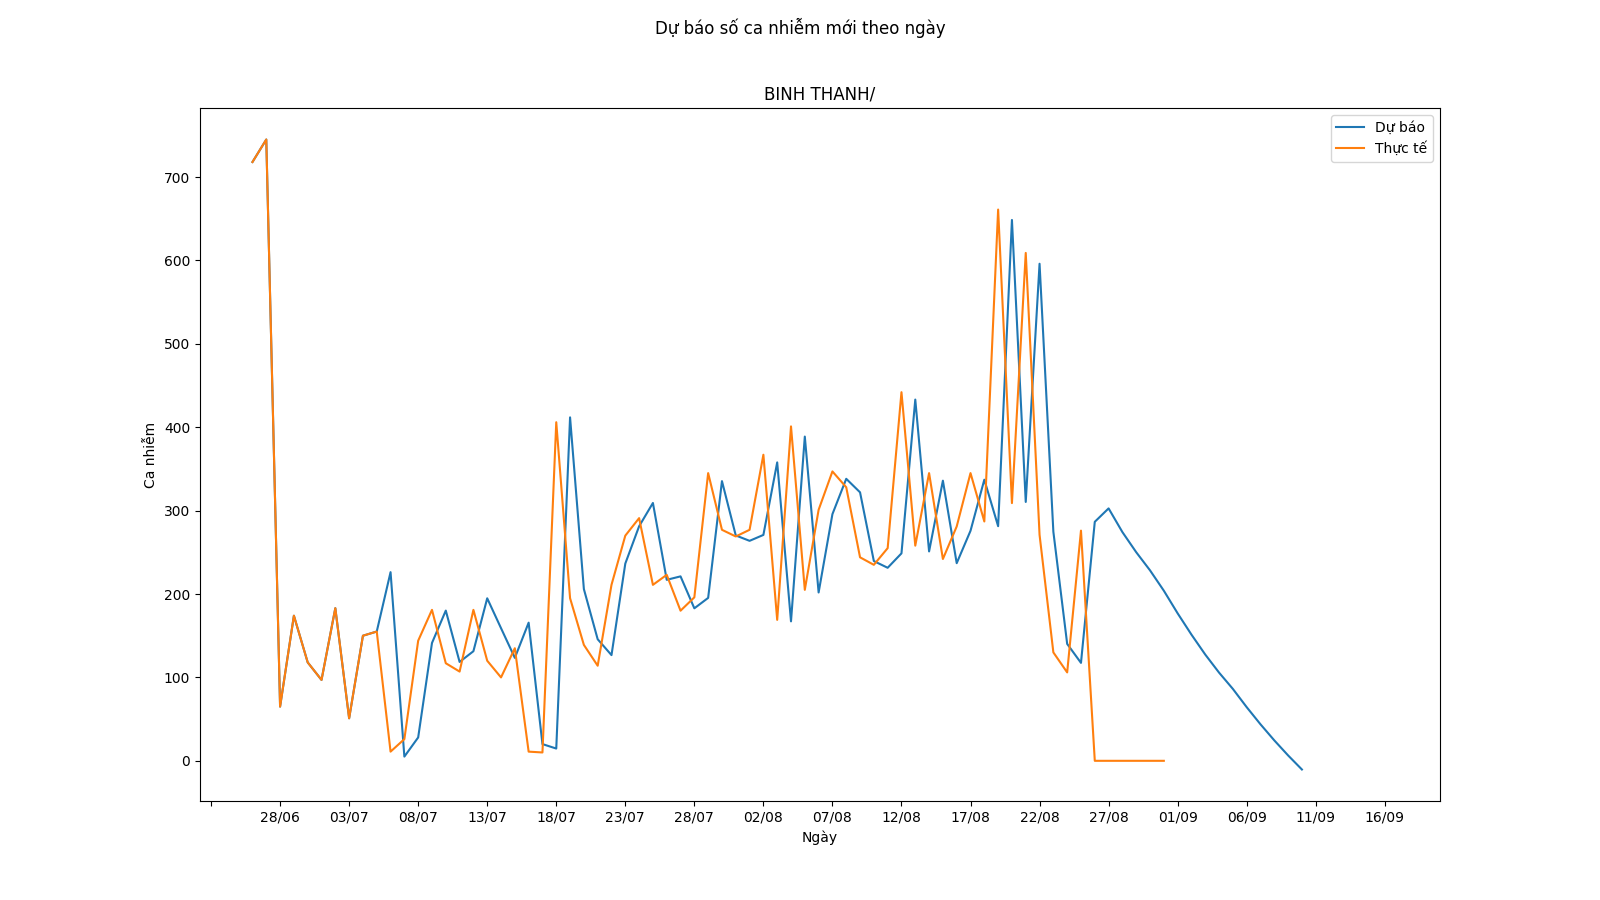 Dự báo số ca nhiễm mới theo ngày
BINH THANH/
Dự báo
Thực tế
700
600
500
400
300
200
100
0
Ca nhiễm
28/06 03/07 08/07 13/07 18/07 23/07 28/07 02/08 07/08 12/08 17/08 22/08 27/08 01/09 06/09 11/09 16/09
Ngày